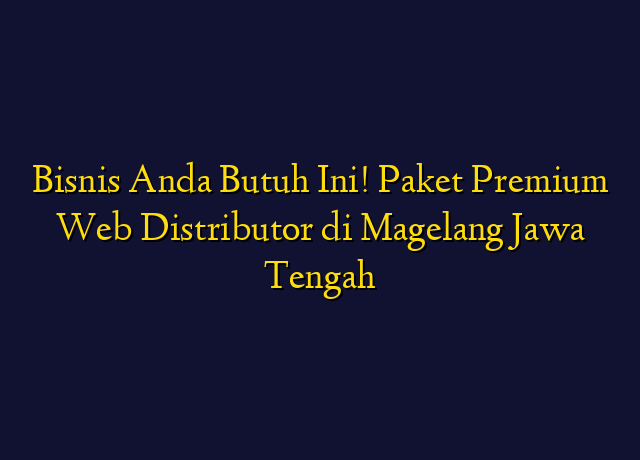 Bisnis Anda Butuh Ini! Paket Premium
Web Distributor di Magelang Jawa
Tengah